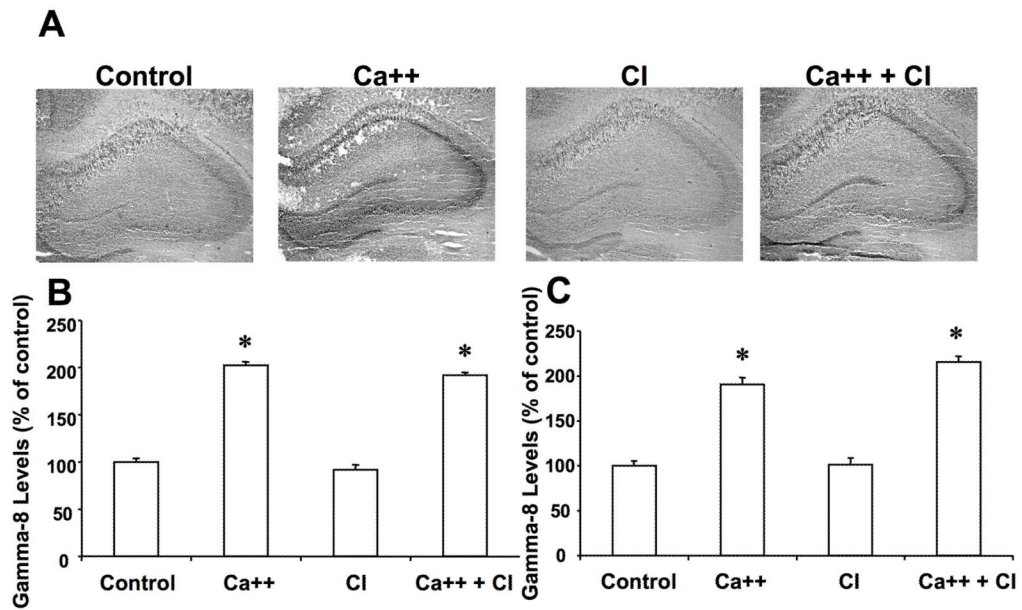 A
Control Ca++ CI Ca++ + CI
B
Gamma-8 Levels (% of control)
250
200
150
100
50
0
* *
Control Ca++ CI Ca++ + CI
C
Gamma-8 Levels (% of control)
250
200
150
100
50
0
* *
Control Ca++ CI Ca++ + CI